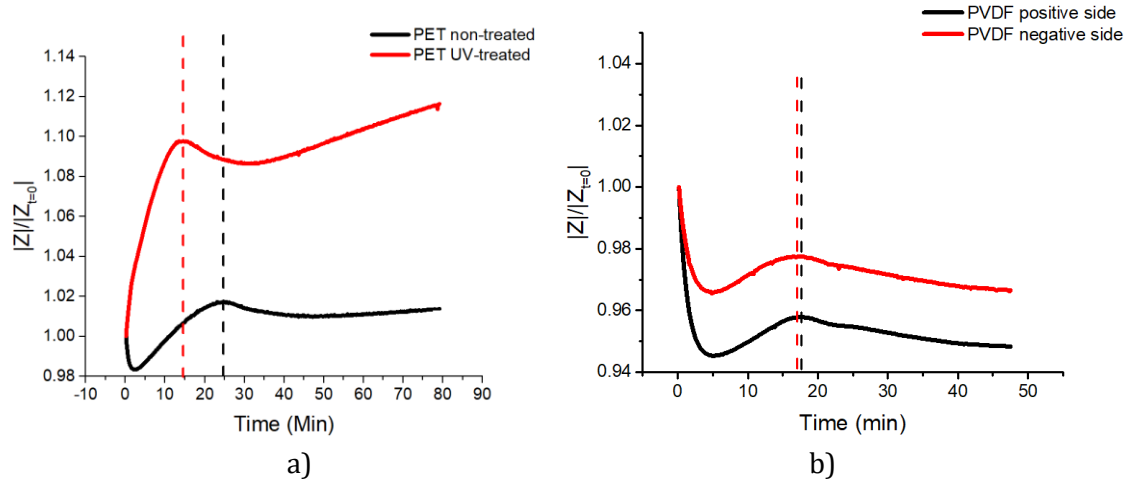 PET non-treated
PET UV-treated
1.14
1.12
1.10
1.08
1.06
1.04
1.02
1.00
0.98
|Z|/|Z_{t=0}|
-10 0 10 20 30 40 50 60 70 80 90
Time (Min)
a)
PVDF positive side
PVDF negative side
1.04
1.02
1.00
0.98
0.96
0.94
|Z|/|Z_{t=0}|
0 10 20 30 40 50
Time (min)
b)